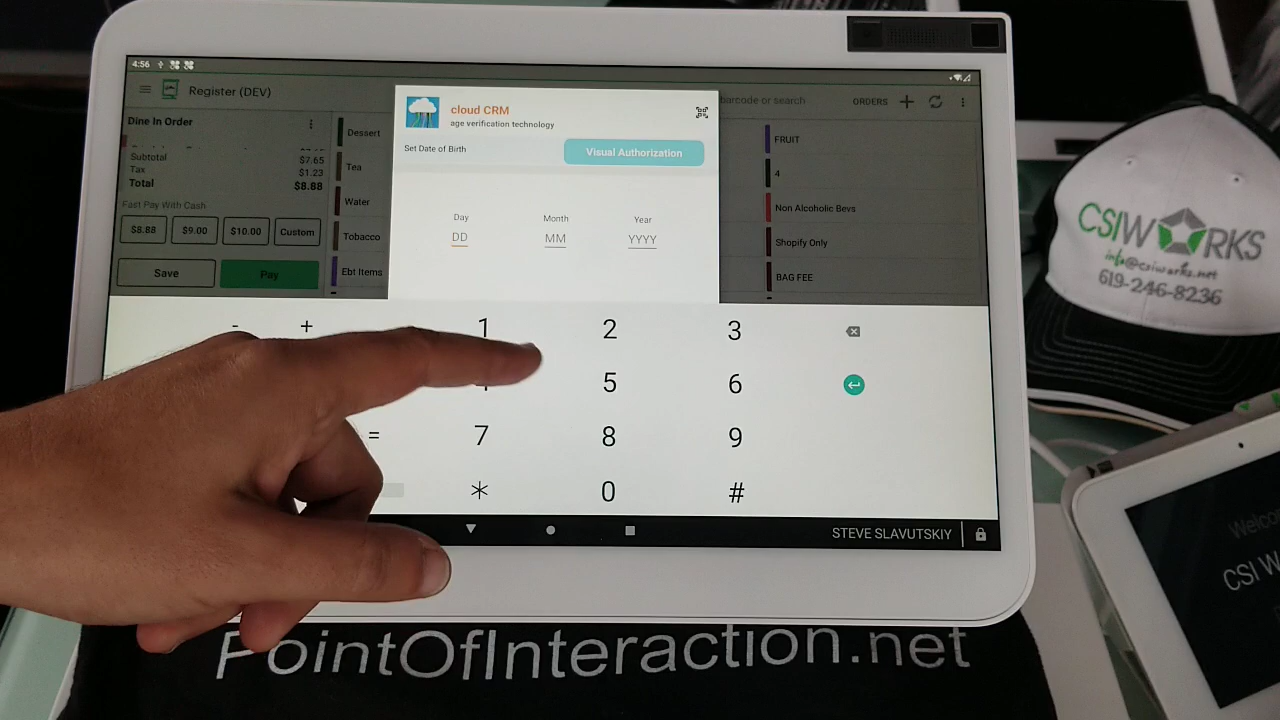 4:56
Register (DEV)
barcode or search
ORDERS
Dine In Order
Subtotal $7.65
Tax $1.23
Total $8.88
Fast Pay With Cash
$8.88 $9.00 $10.00 Custom
Save Pay
Dessert
Tea
Water
Tobacco
Ebt Items
cloud CRM
age verification technology
Set Date of Birth
Visual Authorization
Day Month Year
DD MM YYYY
FRUIT
4
Non Alcoholic Bevs
Shopify Only
BAG FEE
- + 1 2 3
5 6
= 7 8 9
* 0 #
STEVE SLAVUTSKIY
PointOfInteraction.net
CSIWORKS
info@csiworks.net
619-246-8236
CSI W